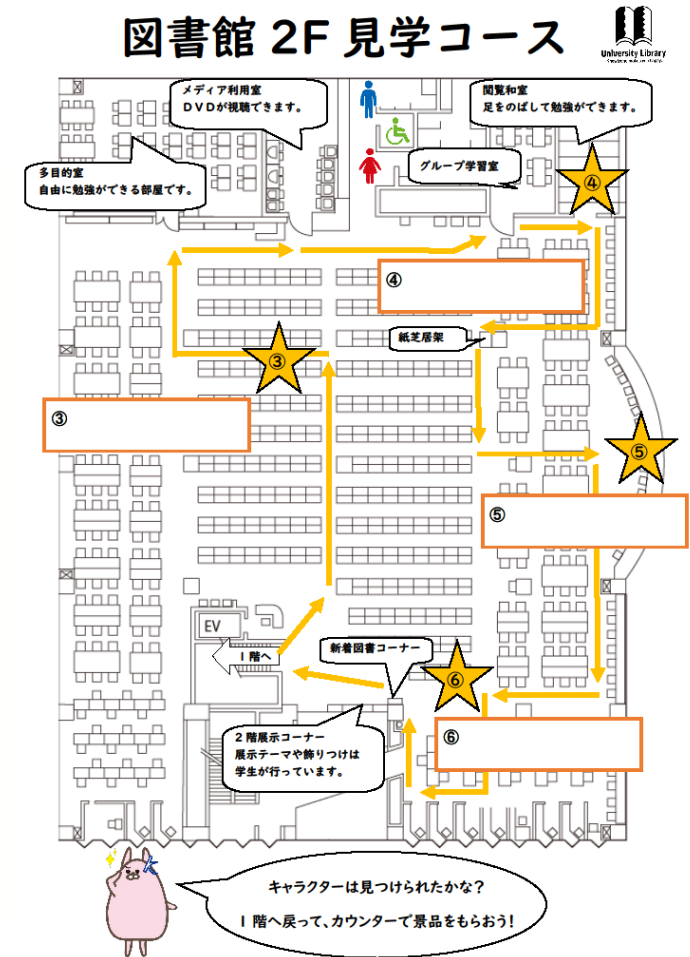 図書館 2F 見学コース
University Library
メディア利用室
DVDが視聴できます。
閲覧和室
足をのばして勉強ができます。
多目的室
自由に勉強ができる部屋です。
グループ学習室
④
④
紙芝居架
③
③
⑤
⑤
EV
1階へ
新着図書コーナー
⑥
⑥
2階展示コーナー
展示テーマや飾りつけは
学生が行っています。
キャラクターは見つけられたかな？
1階へ戻って、カウンターで景品をもらおう！